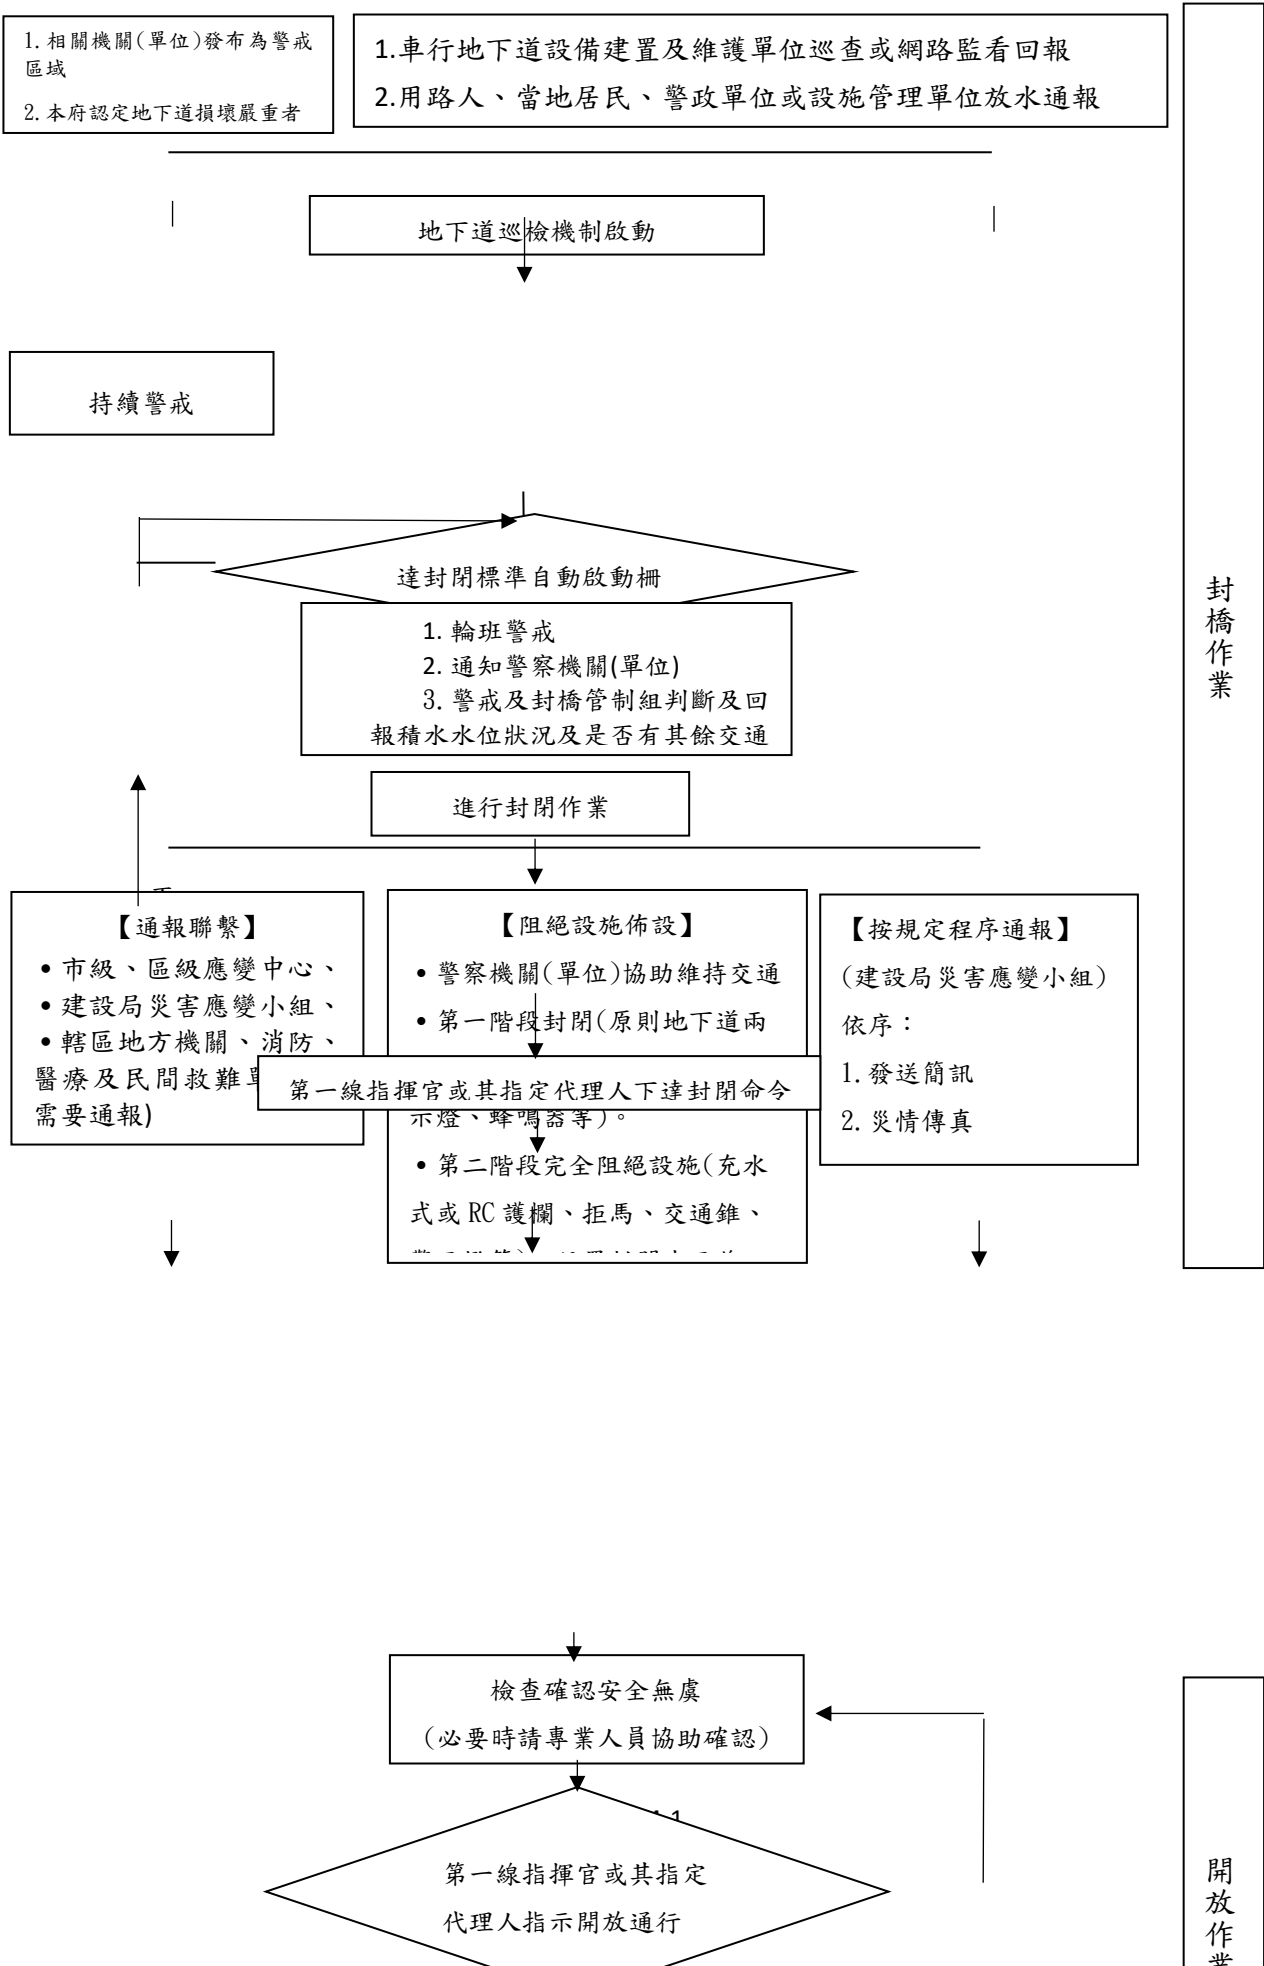 1.相關機關(單位)發布為警戒
區域
2.本府認定地下道損壞嚴重者
1.車行地下道設備建置及維護單位巡查或網路監看回報
2.用路人、當地居民、警政單位或設施管理單位放水通報
地下道巡檢機制啟動
持續警戒
達封閉標準自動啟動柵
1. 輪班警戒
2. 通知警察機關(單位)
3. 警戒及封橋管制組判斷及回
報積水水位狀況及是否有其餘交通
進行封閉作業
【通報聯繫】
•市級、區級應變中心、
•建設局災害應變小組、
•轄區地方機關、消防、
醫療及民間救難
需要通報)
【阻絕設施佈設】
•警察機關(單位)協助維持交通
•第一階段封閉(原則地下道兩
第一線指揮官或其指定代理人下達封閉命令
示燈、蜂鳴器等)。
•第二階段完全阻絕設施(充水
式或 RC 護欄、拒馬、交通錐、
【按規定程序通報】
(建設局災害應變小組)
依序：
1.發送簡訊
2.災情傳真
封橋作業
檢查確認安全無虞
(必要時請專業人員協助確認)
第一線指揮官或其指定
代理人指示開放通行
開放作業